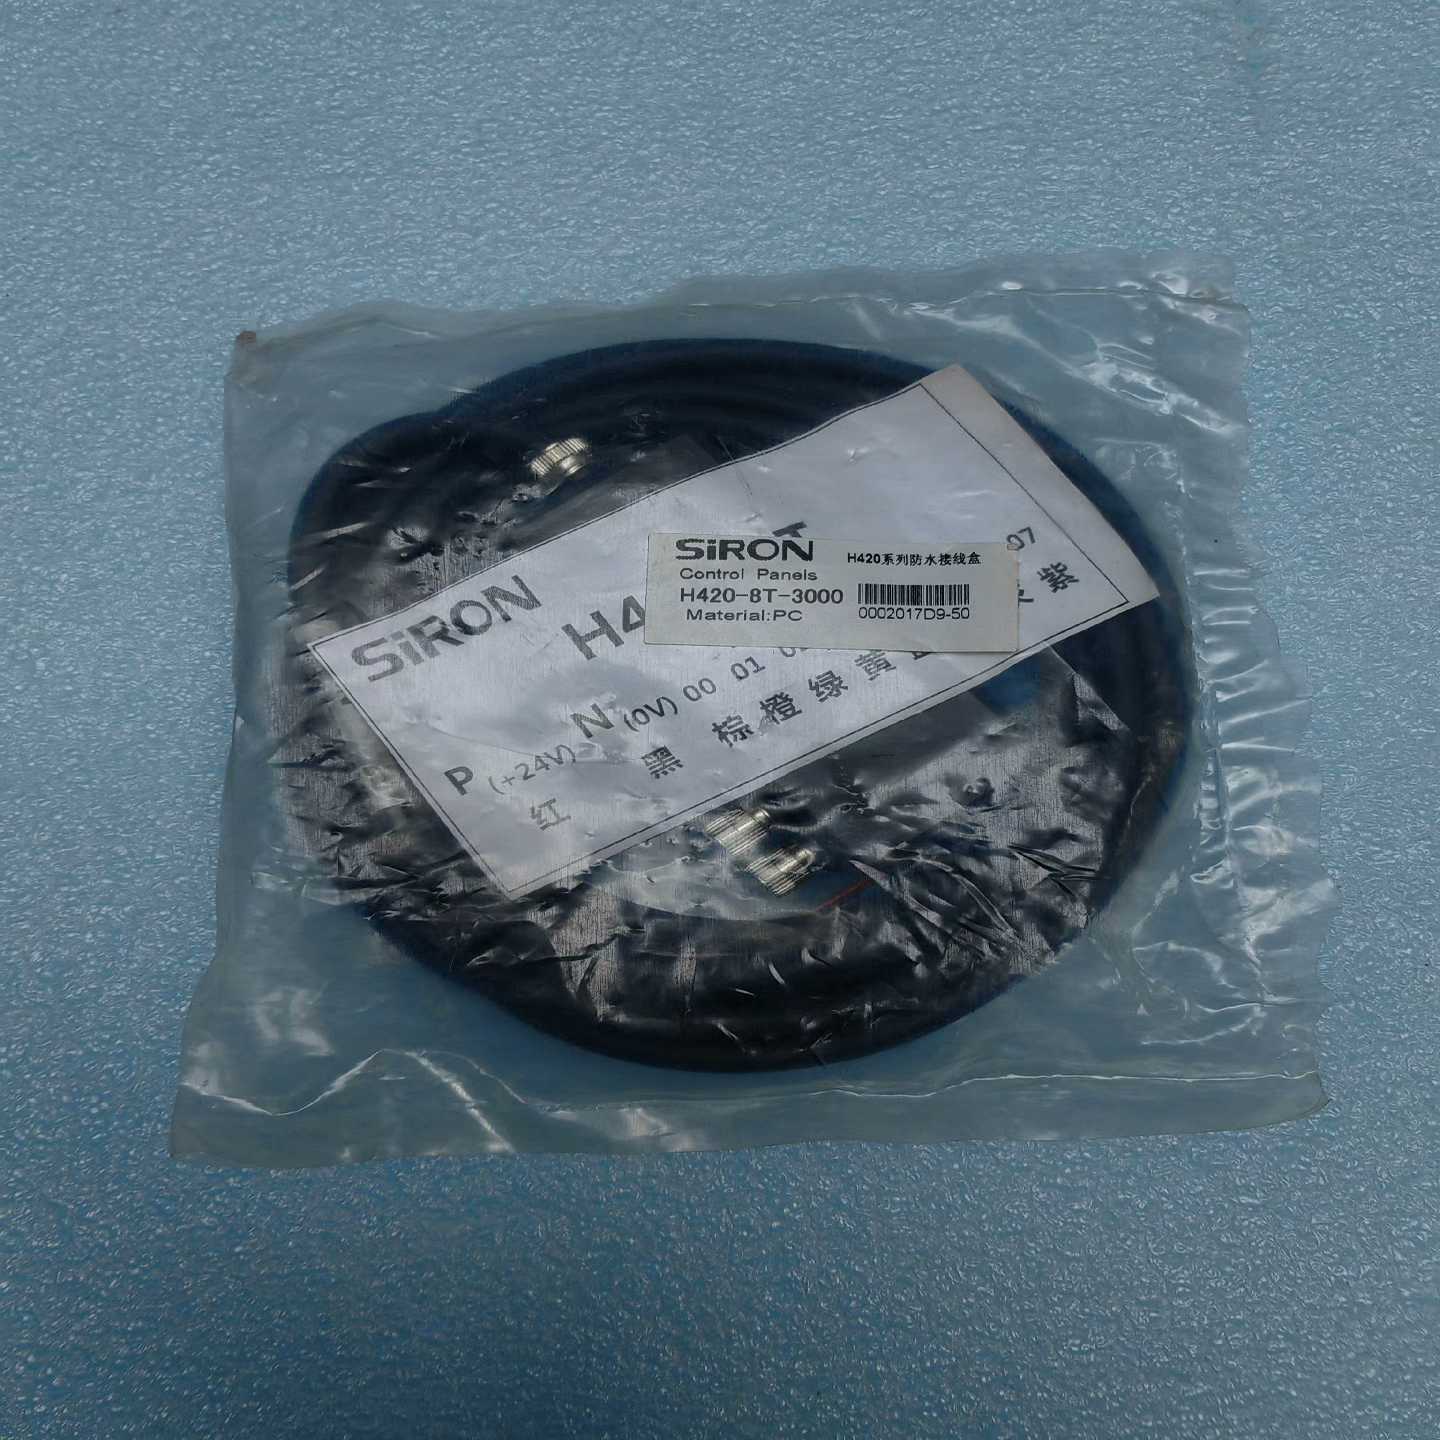 SiRON
H420系列防水接线盒
Control Panels
H420-8T-3000
Material:PC
0002017D9-50
SiRON
H4
T
P (+24V) N (0V) 00 01
07
红 黑 棕 橙 绿 黄
紫